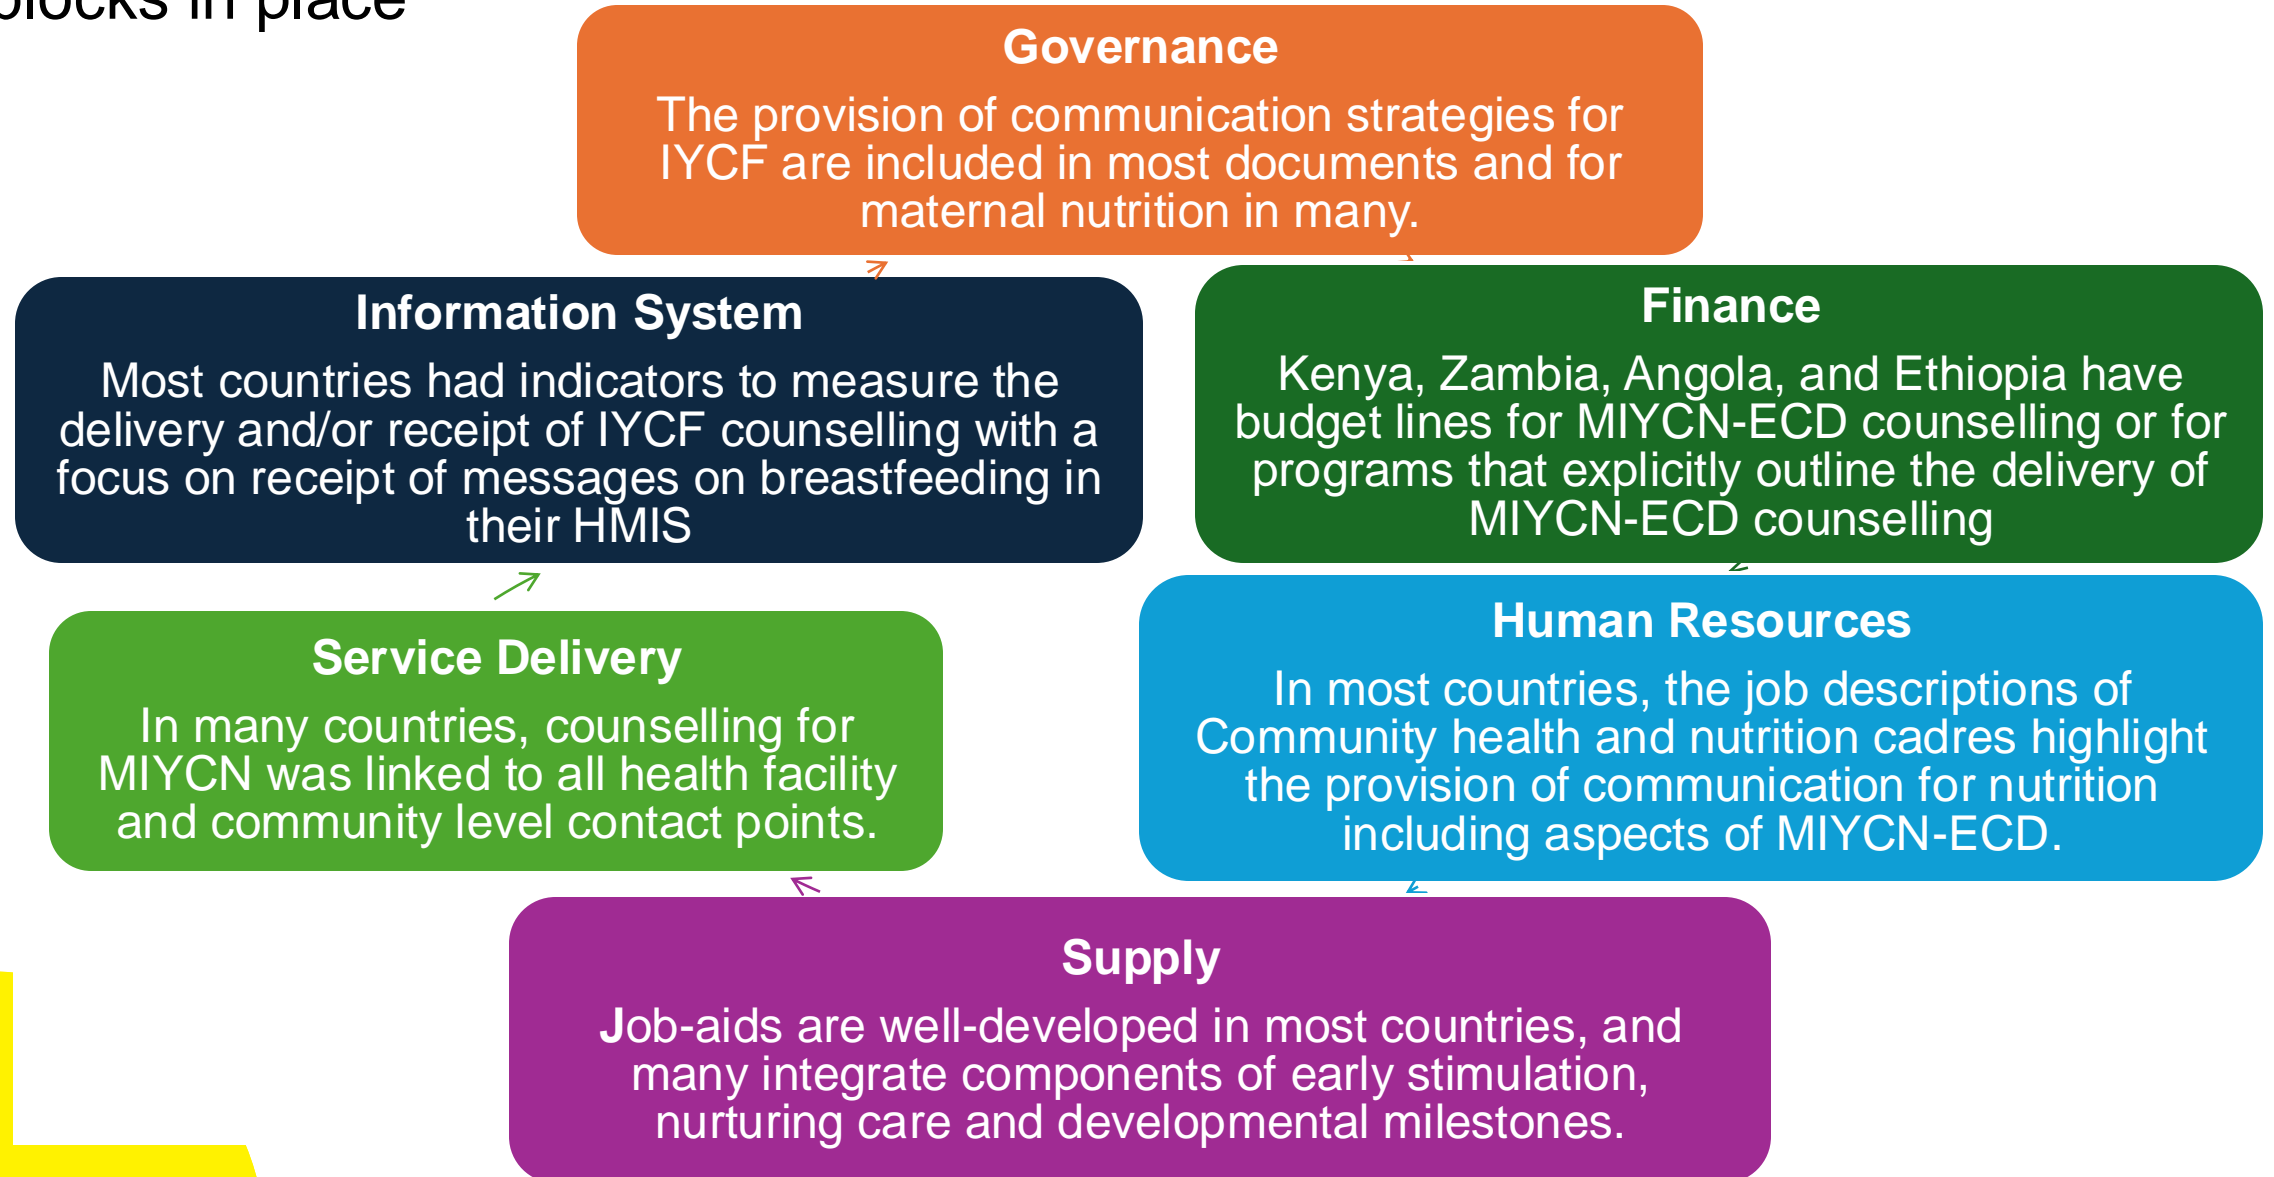 blocks in place
Governance
The provision of communication strategies for
IYCF are included in most documents and for
maternal nutrition in many.
Information System
Most countries had indicators to measure the
delivery and/or receipt of IYCF counselling with a
focus on receipt of messages on breastfeeding in
their HMIS
Finance
Kenya, Zambia, Angola, and Ethiopia have
budget lines for MIYCN-ECD counselling or for
programs that explicitly outline the delivery of
MIYCN-ECD counselling
Service Delivery
In many countries, counselling for
MIYCN was linked to all health facility
and community level contact points.
Human Resources
In most countries, the job descriptions of
Community health and nutrition cadres highlight
the provision of communication for nutrition
including aspects of MIYCN-ECD.
Supply
Job-aids are well-developed in most countries, and
many integrate components of early stimulation,
nurturing care and developmental milestones.